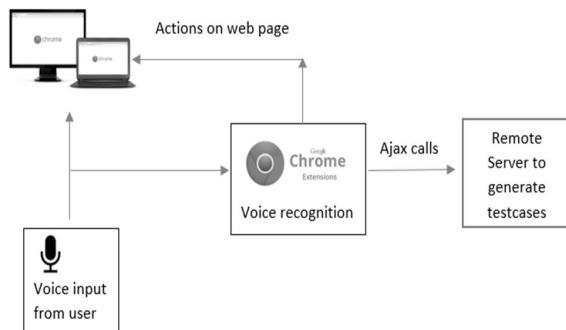 Actions on web page
chrome
chrome
Google
Chrome
Extensions
Voice recognition
Ajax calls
Remote
Server to
generate
testcases
Voice input
from user